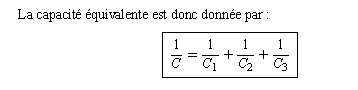 La capacité équivalente est donc donnée par :
1/C = 1/C₁ + 1/C₂ + 1/C₃